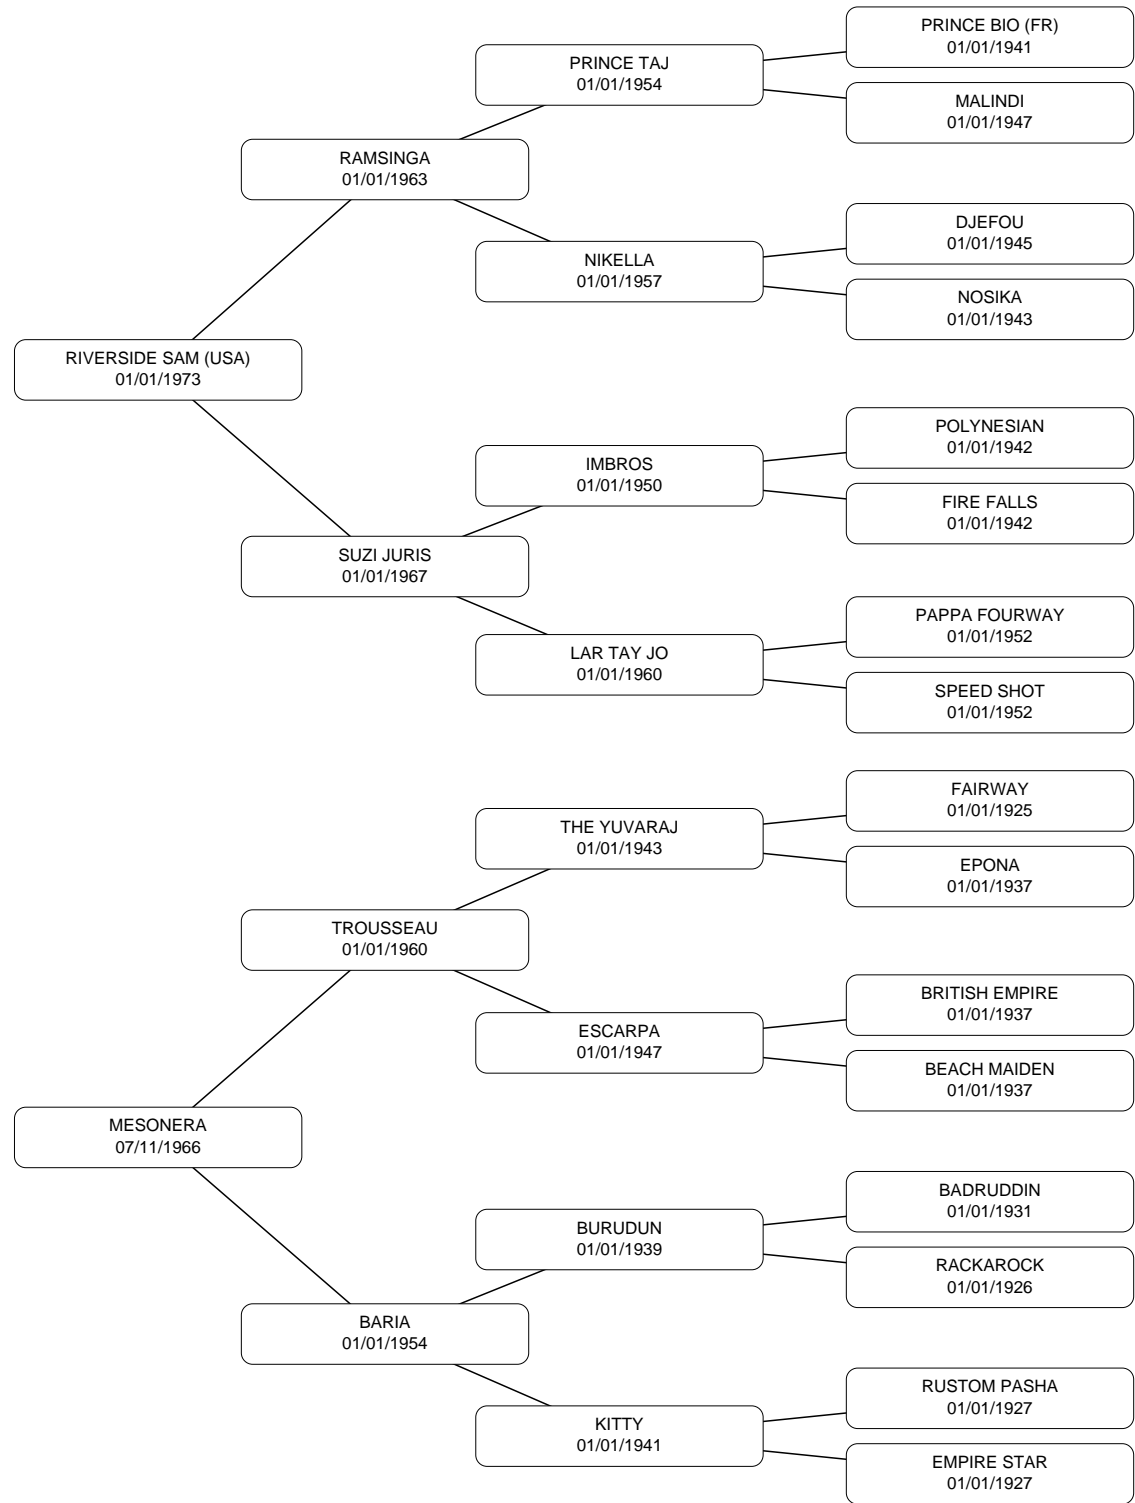 PRINCE BIO (FR)
01/01/1941
PRINCE TAJ
01/01/1954
MALINDI
01/01/1947
RAMSINGA
01/01/1963
DJEFOU
01/01/1945
NIKELLA
01/01/1957
NOSIKA
01/01/1943
RIVERSIDE SAM (USA)
01/01/1973
POLYNESIAN
01/01/1942
IMBROS
01/01/1950
FIRE FALLS
01/01/1942
SUZI JURIS
01/01/1967
PAPPA FOURWAY
01/01/1952
LAR TAY JO
01/01/1960
SPEED SHOT
01/01/1952
FAIRWAY
01/01/1925
THE YUVARAJ
01/01/1943
EPONA
01/01/1937
TROUSSEAU
01/01/1960
BRITISH EMPIRE
01/01/1937
ESCARPA
01/01/1947
BEACH MAIDEN
01/01/1937
MESONERA
07/11/1966
BADRUDDIN
01/01/1931
BURUDUN
01/01/1939
RACKAROCK
01/01/1926
BARIA
01/01/1954
RUSTOM PASHA
01/01/1927
KITTY
01/01/1941
EMPIRE STAR
01/01/1927